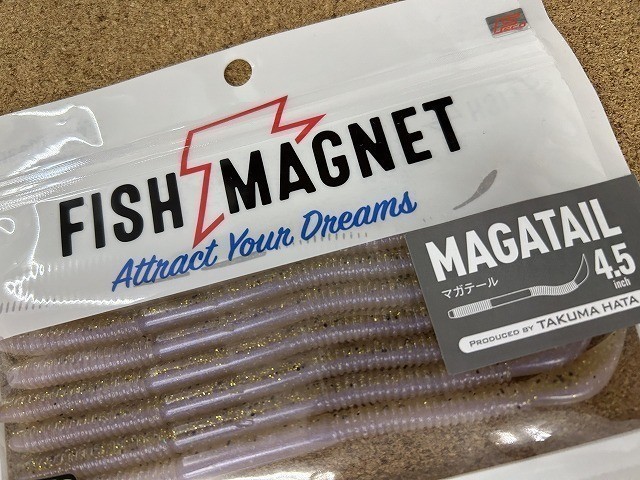 FISH MAGNET
Attract Your Dreams
MAGATAIL
マガテール
4.5
inch
PRODUCED BY TAKUMA HATA